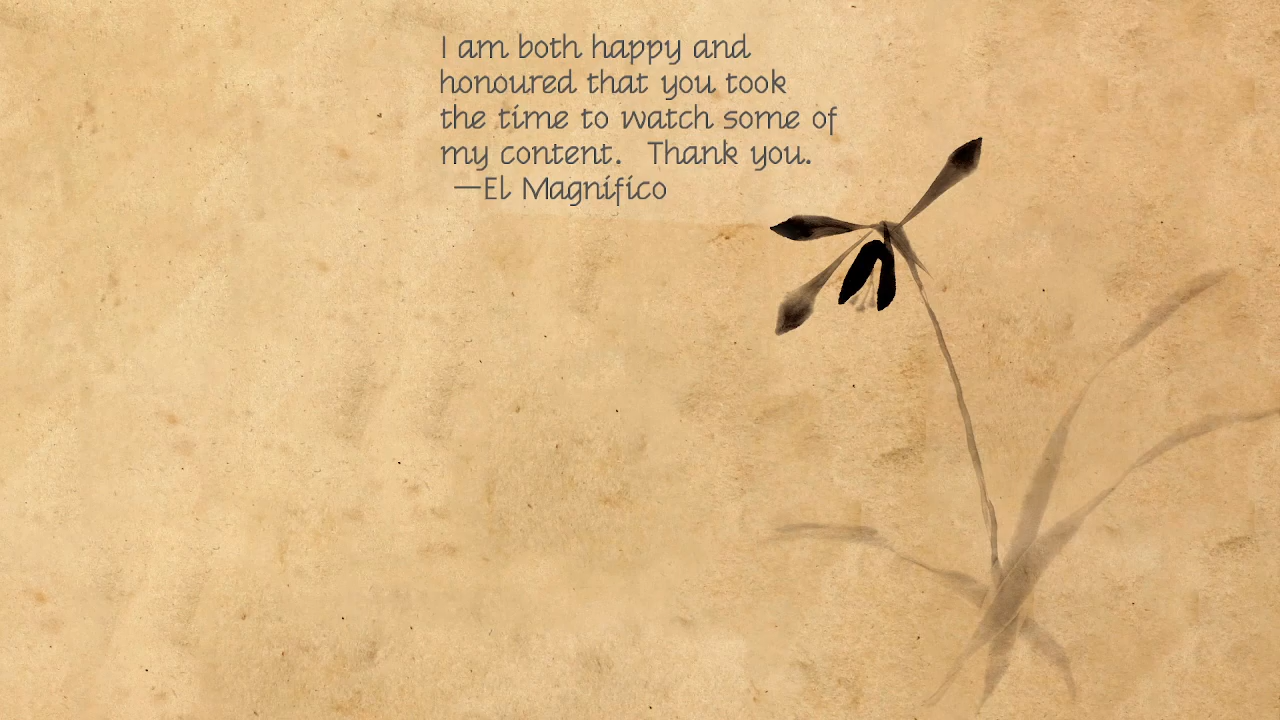 I am both happy and
honoured that you took
the time to watch some of
my content.  Thank you.
—El Magnifico